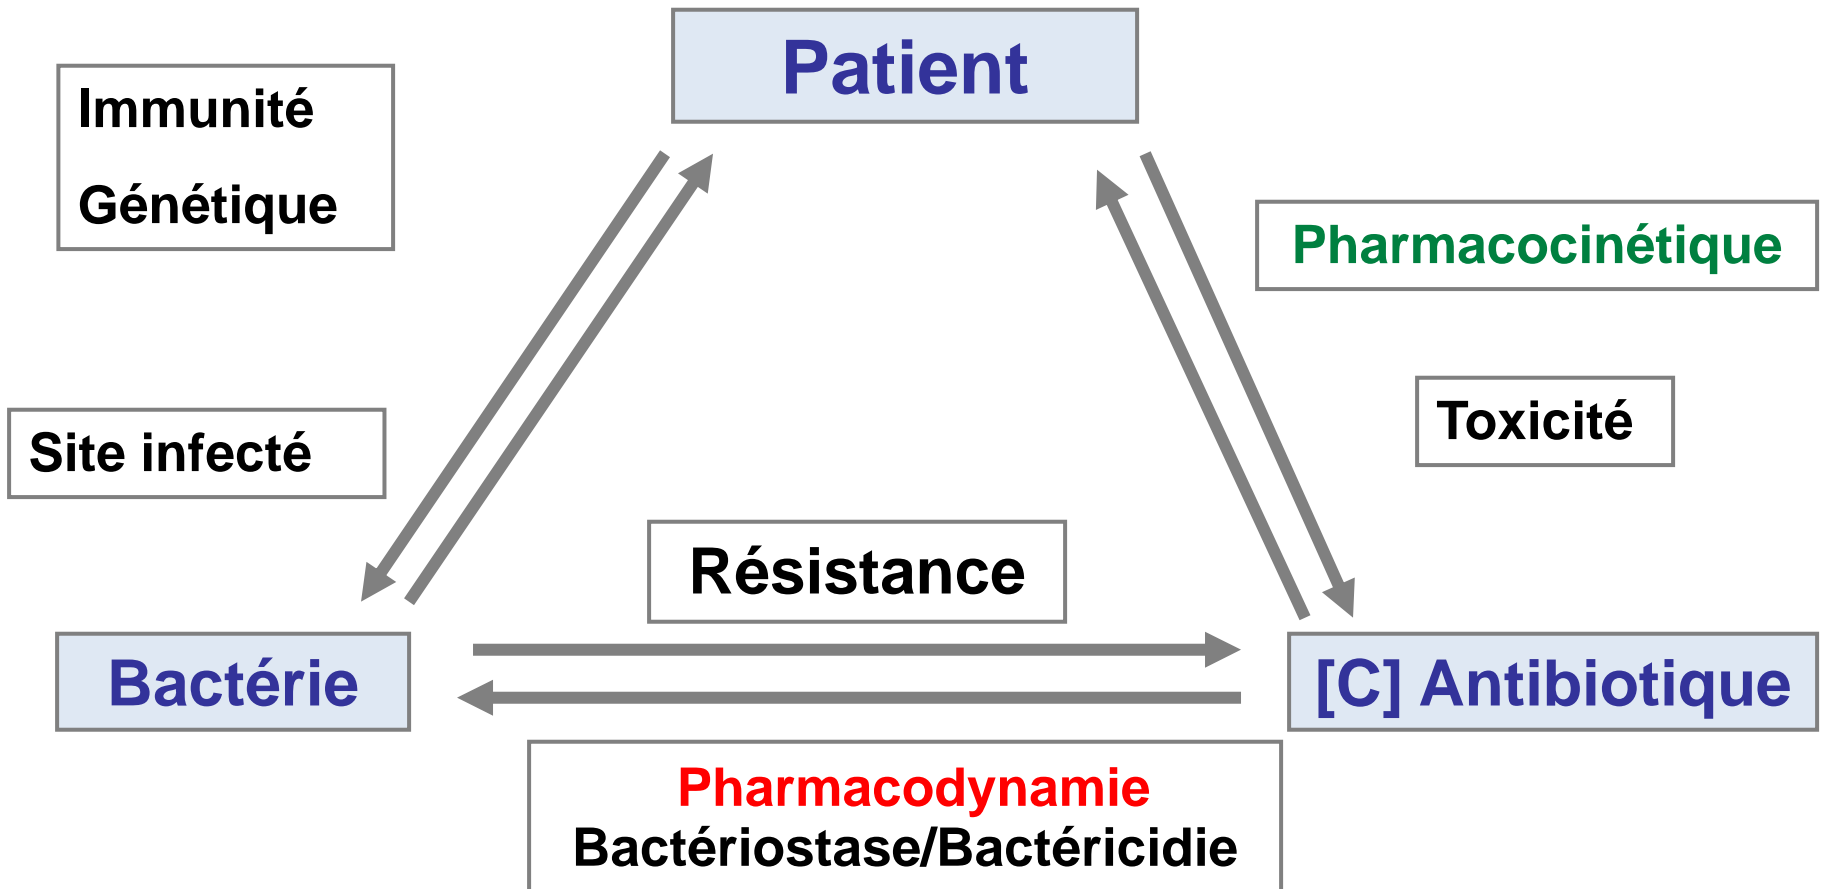 Patient
Immunité
Génétique
Pharmacocinétique
Toxicité
Site infecté
Résistance
Bactérie
[C] Antibiotique
Pharmacodynamie
Bactériostase/Bactéricidie